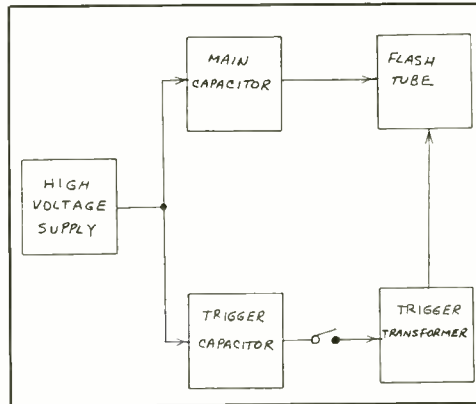 MAIN
CAPACITOR
FLASH
TUBE
HIGH
VOLTAGE
SUPPLY
TRIGGER
CAPACITOR
TRIGGER
TRANSFORMER